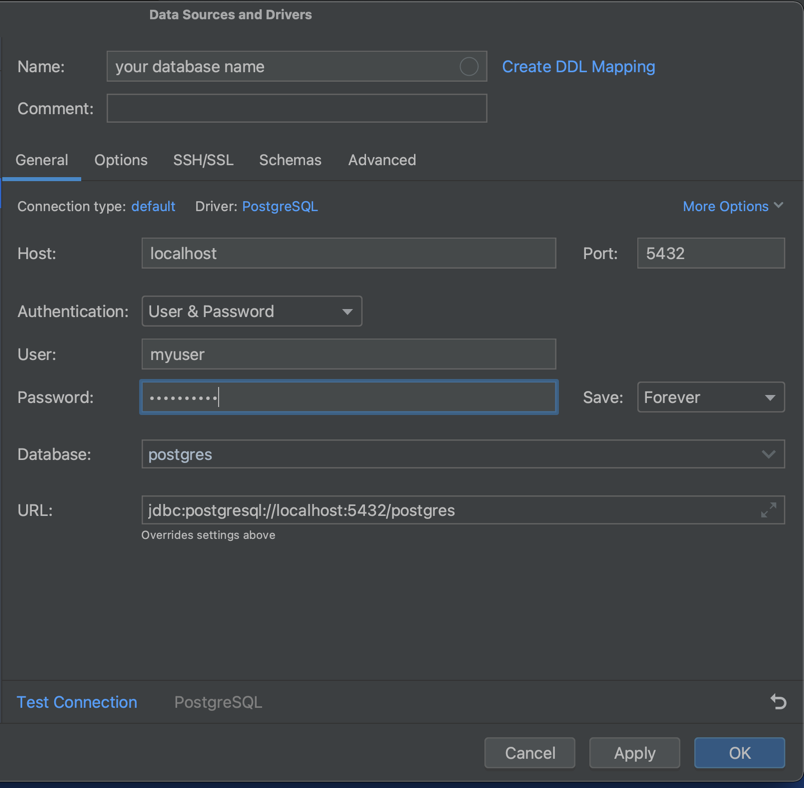 Data Sources and Drivers
Name: your database name Create DDL Mapping
Comment:
General Options SSH/SSL Schemas Advanced
Connection type: default Driver: PostgreSQL More Options
Host: localhost Port: 5432
Authentication: User & Password
User: myuser
Password: •••••••••• Save: Forever
Database: postgres
URL: jdbc:postgresql://localhost:5432/postgres
Overrides settings above
Test Connection PostgreSQL
Cancel Apply OK